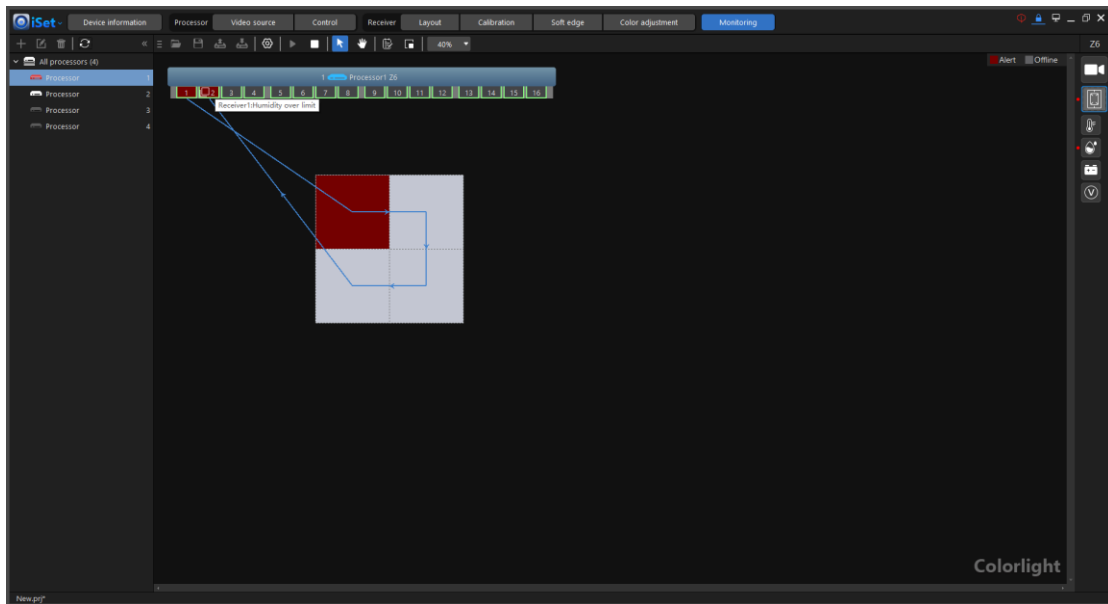 iSet- Device information Processor Video source Control Receiver Layout Calibration Soft edge Color adjustment Monitoring
40% Z6
All processors (4)
Processor 1
Processor 2
Processor 3
Processor 4
Alert Offline
1 Processor1 Z6
1 2 3 4 5 6 7 8 9 10 11 12 13 14 15 16
Receiver1:Humidity over limit
V
Colorlight
New.prj*